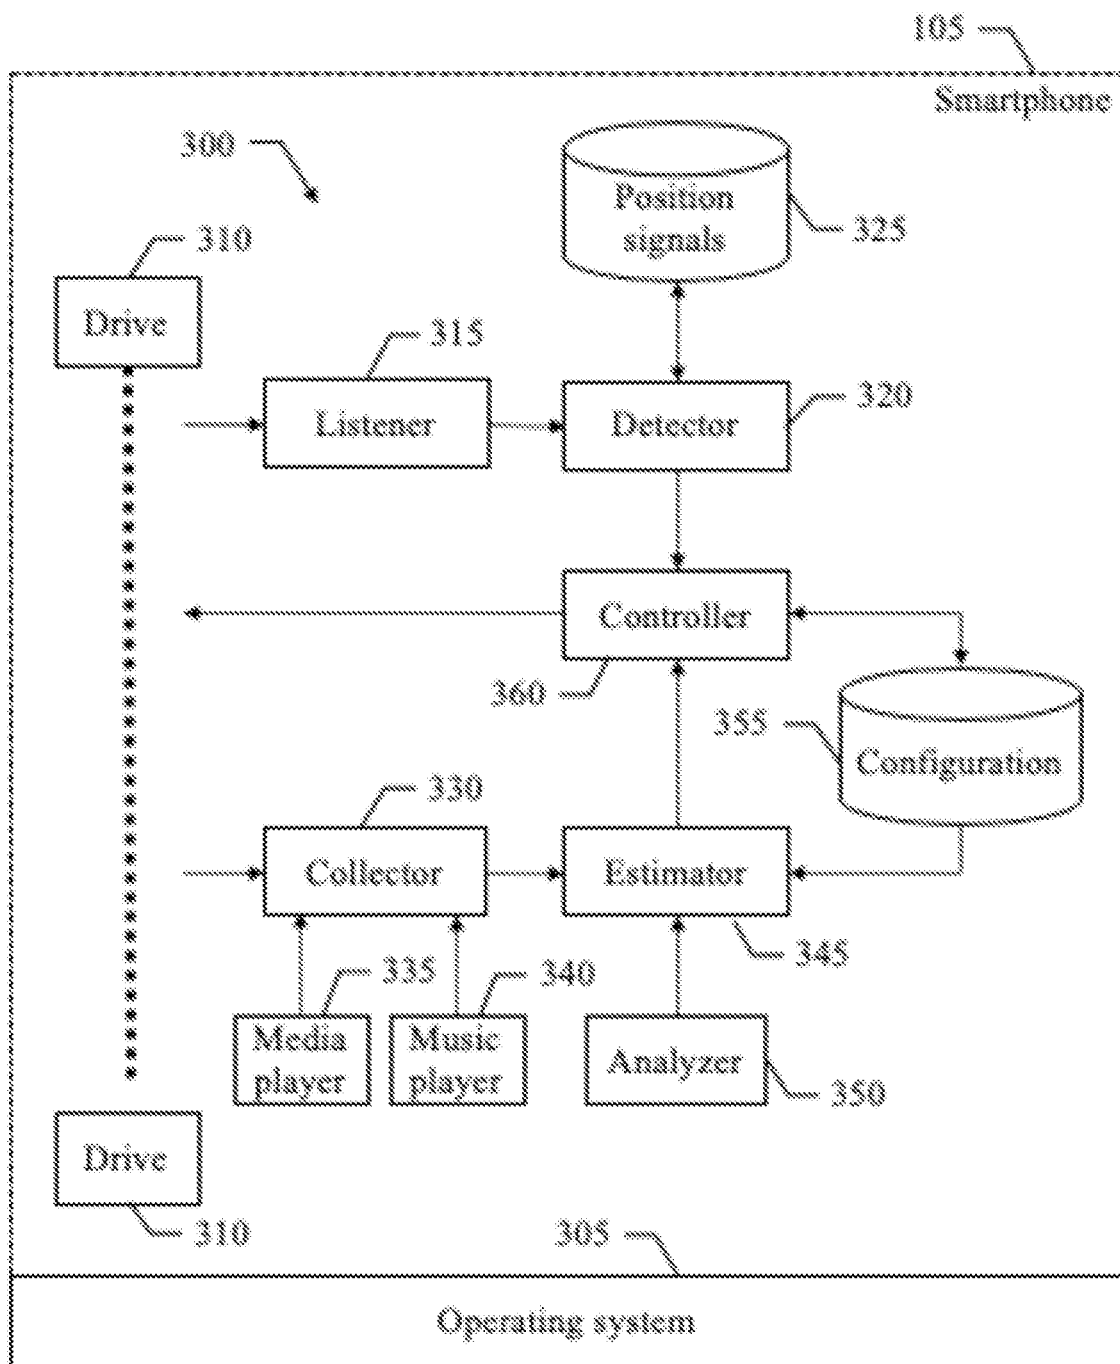 105
Smartphone
300
Position
signals
325
310
Drive
315
Listener
Detector
320
Controller
360
355
Configuration
330
Collector
Estimator
345
335
340
Media
player
Music
player
Analyzer
350
Drive
310
305
Operating system